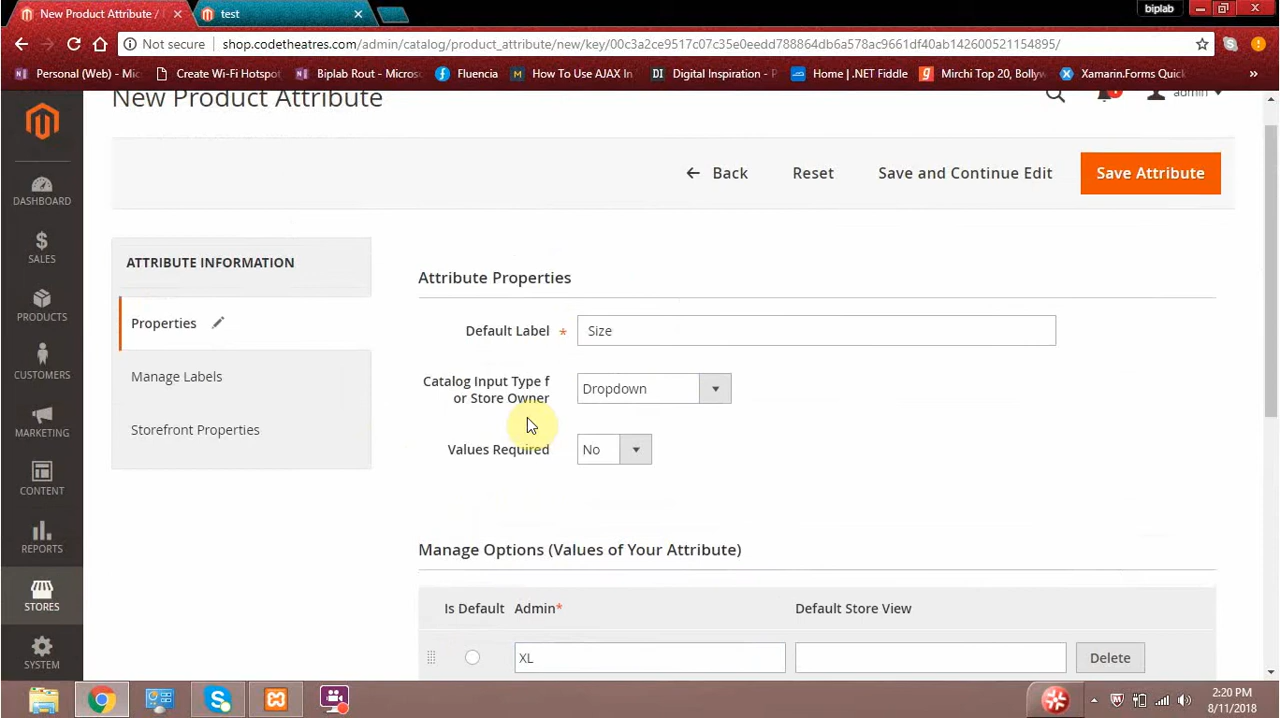 New Product Attribute /
test
biplab
Not secure
shop.codetheatres.com/admin/catalog/product_attribute/new/key/00c3a2ce9517c07c35e0eedd788864db6a578ac9661df40ab142600521154895/
Personal (Web) - Mic
Create Wi-Fi Hotspot
Biplab Rout - Micros
Fluencia
How To Use AJAX In
Digital Inspiration - P
Home | .NET Fiddle
Mirchi Top 20, Bollyw
Xamarin.Forms Quick
»
New Product Attribute
admin
Back
Reset
Save and Continue Edit
Save Attribute
DASHBOARD
SALES
PRODUCTS
CUSTOMERS
MARKETING
CONTENT
REPORTS
STORES
SYSTEM
ATTRIBUTE INFORMATION
Properties
Manage Labels
Storefront Properties
Attribute Properties
Default Label *
Size
Catalog Input Type f
or Store Owner
Dropdown
Values Required
No
Manage Options (Values of Your Attribute)
Is Default
Admin*
Default Store View
XL
Delete
2:20 PM
8/11/2018